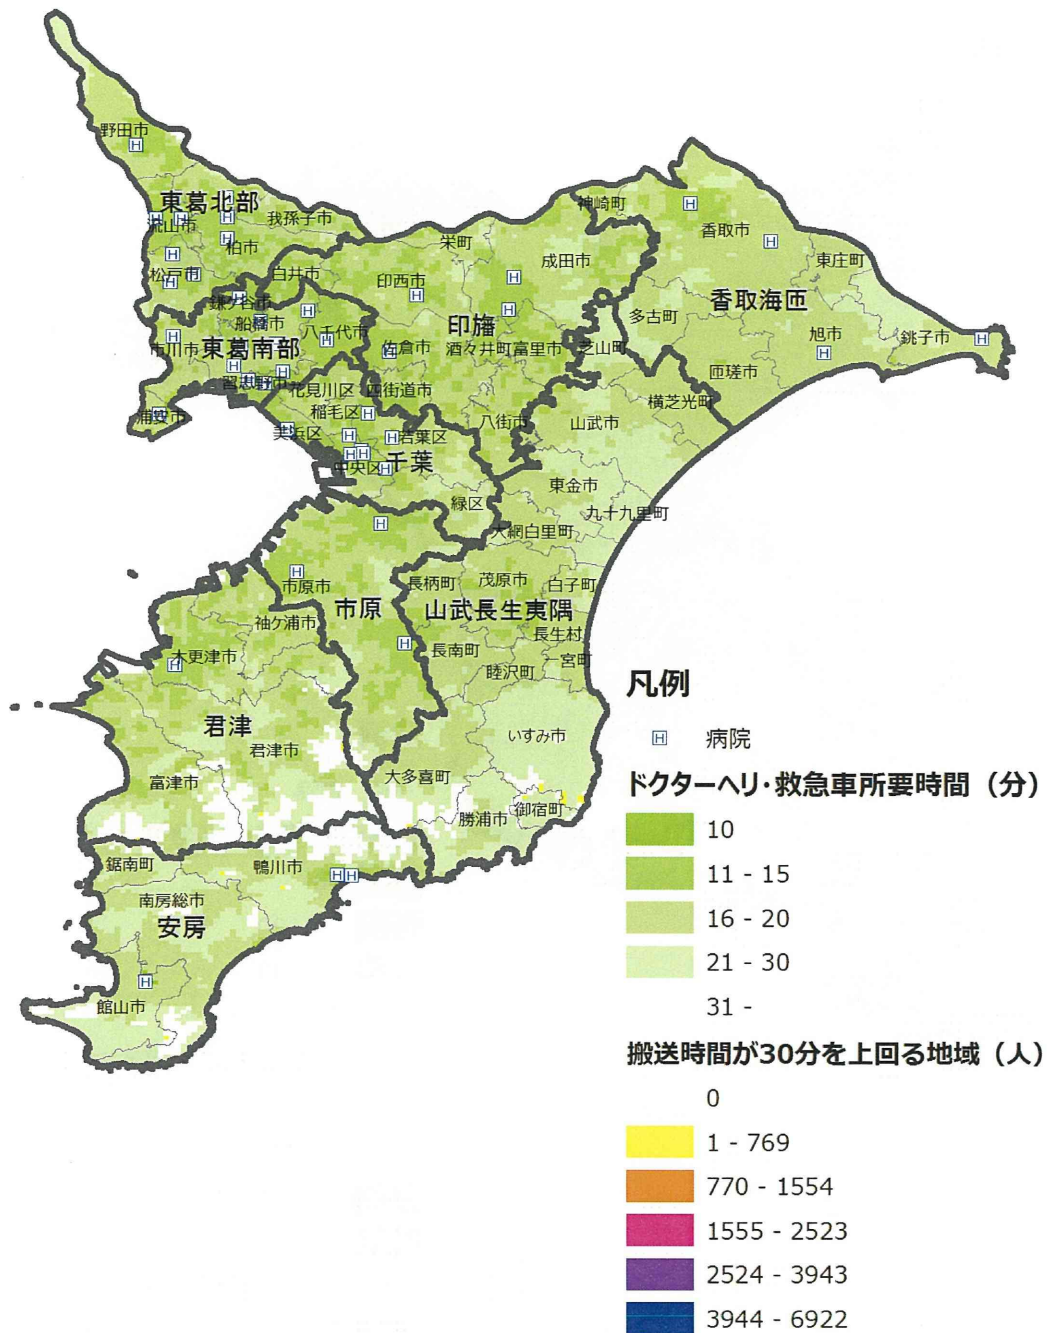 野田市
東葛北部
神崎町
香取市
流山市
我孫子市
柏市
栄町
成田市
東庄町
松戸市
白井市
印西市
香取海匝
鎌ケ谷市
多古町
船橋市
八千代市
印旛
旭市
銚子市
市川市
東葛南部
佐倉市
酒々井町
富里市
芝山町
匝瑳市
習志野市
花見川区
四街道市
横芝光町
浦安市
稲毛区
八街市
山武市
美浜区
若葉区
中央区
千葉
東金市
緑区
九十九里町
大網白里町
市原市
長柄町
茂原市
白子町
市原
山武長生夷隅
袖ケ浦市
長生村
木更津市
長南町
一宮町
睦沢町
君津
いすみ市
君津市
富津市
大多喜町
御宿町
勝浦市
鋸南町
鴨川市
南房総市
安房
館山市
凡例
H 病院
ドクターヘリ・救急車所要時間（分）
10
11 - 15
16 - 20
21 - 30
31 -
搬送時間が30分を上回る地域（人）
0
1 - 769
770 - 1554
1555 - 2523
2524 - 3943
3944 - 6922